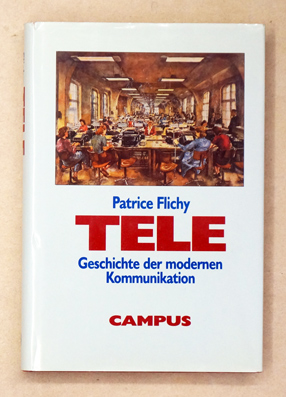 Patrice Flichy
TELE
Geschichte der modernen
Kommunikation
CAMPUS